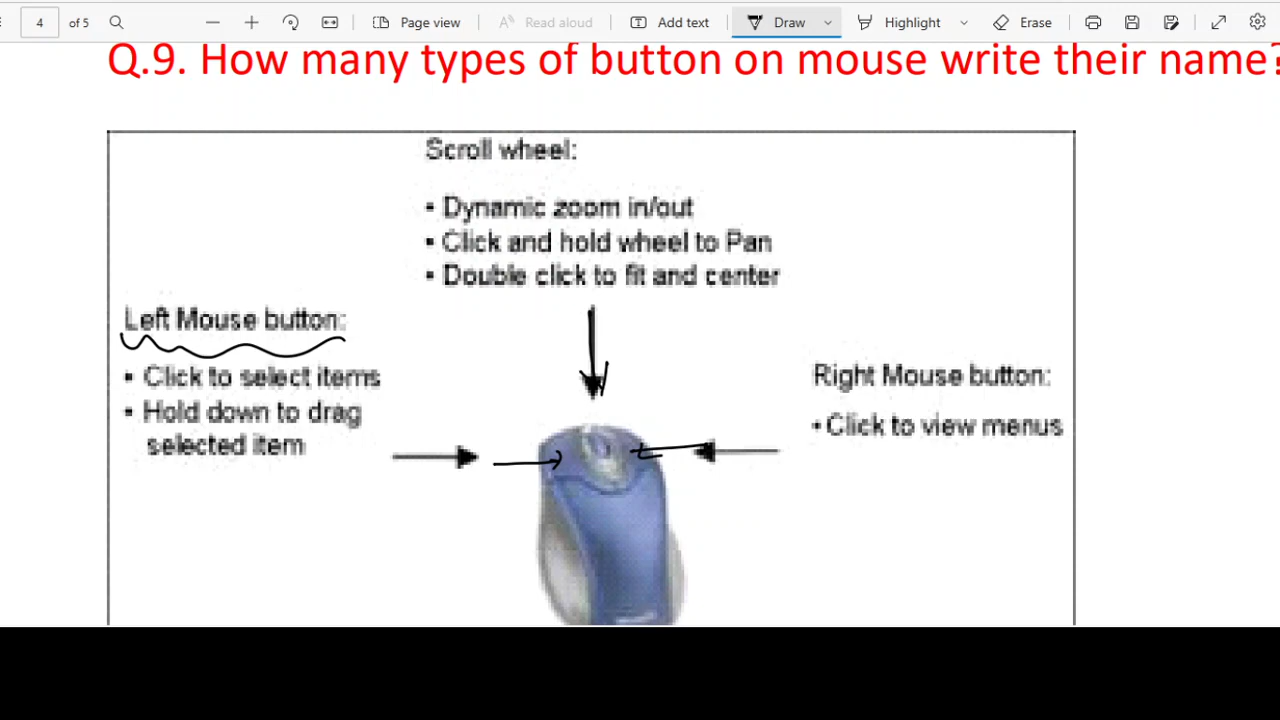 4 of 5 Page view Read aloud Add text Draw Highlight Erase
Q.9. How many types of button on mouse write their name?
Scroll wheel:
• Dynamic zoom in/out
• Click and hold wheel to Pan
• Double click to fit and center
Left Mouse button:
• Click to select items
• Hold down to drag
selected item
Right Mouse button:
• Click to view menus